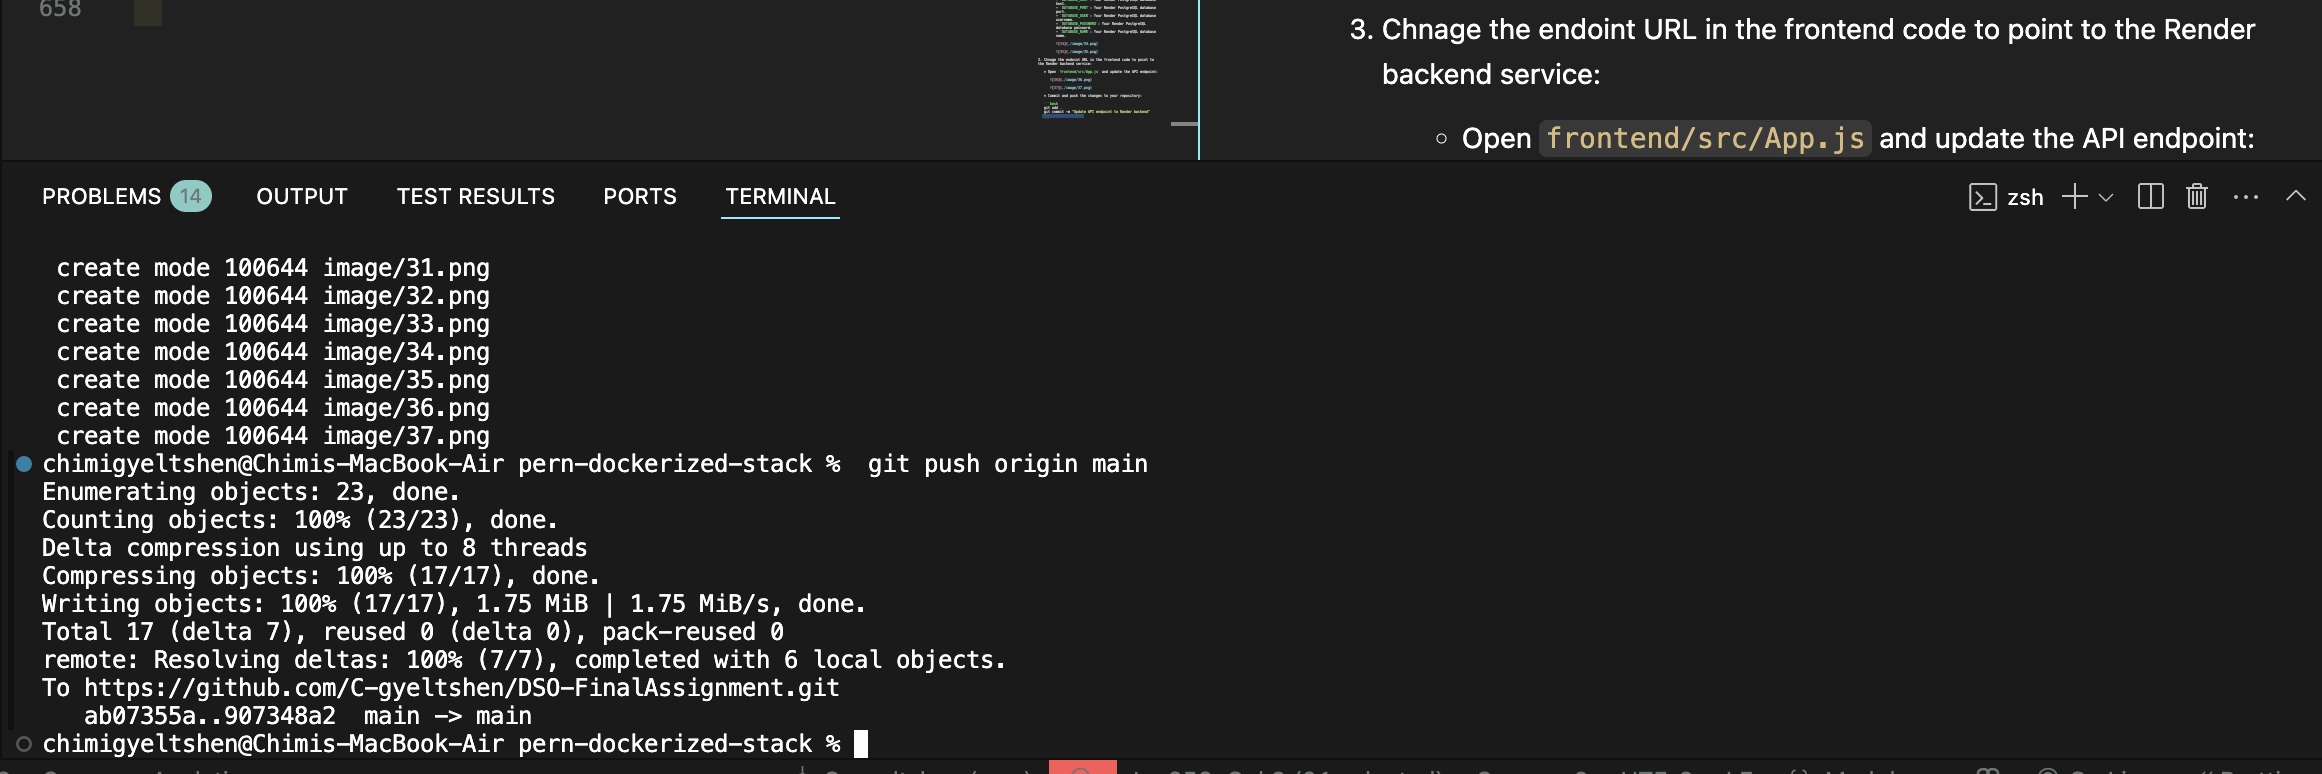 658
3. Chnage the endoint URL in the frontend code to point to the Render
backend service:
Open frontend/src/App.js and update the API endpoint:
PROBLEMS 14 OUTPUT TEST RESULTS PORTS TERMINAL zsh
create mode 100644 image/31.png
create mode 100644 image/32.png
create mode 100644 image/33.png
create mode 100644 image/34.png
create mode 100644 image/35.png
create mode 100644 image/36.png
create mode 100644 image/37.png
chimigyeltshen@Chimis-MacBook-Air pern-dockerized-stack % git push origin main
Enumerating objects: 23, done.
Counting objects: 100% (23/23), done.
Delta compression using up to 8 threads
Compressing objects: 100% (17/17), done.
Writing objects: 100% (17/17), 1.75 MiB | 1.75 MiB/s, done.
Total 17 (delta 7), reused 0 (delta 0), pack-reused 0
remote: Resolving deltas: 100% (7/7), completed with 6 local objects.
To https://github.com/C-gyeltshen/DSO-FinalAssignment.git
ab07355a..907348a2 main -> main
chimigyeltshen@Chimis-MacBook-Air pern-dockerized-stack %